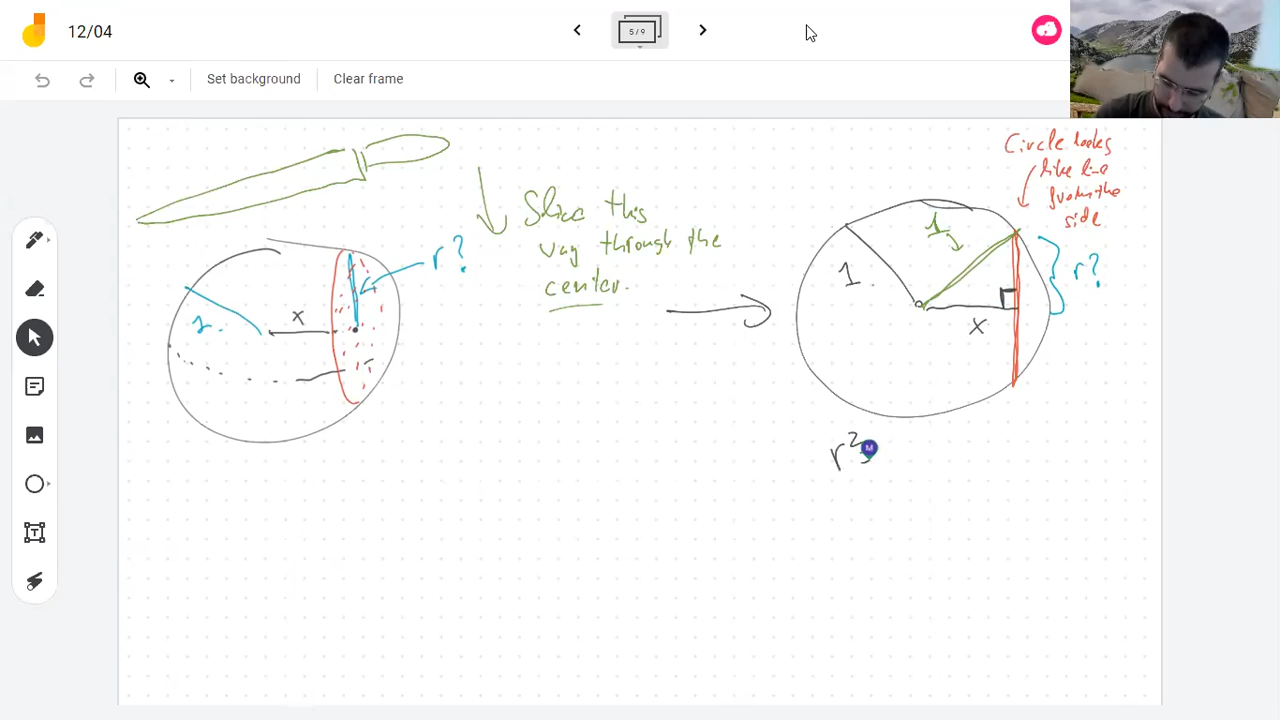 12/04
5 / 9
Set background
Clear frame
Circle looks
like line
from the
side
Slice this
way through the
center.
r?
1.
x
1
1.
r?
x
r²
M
T